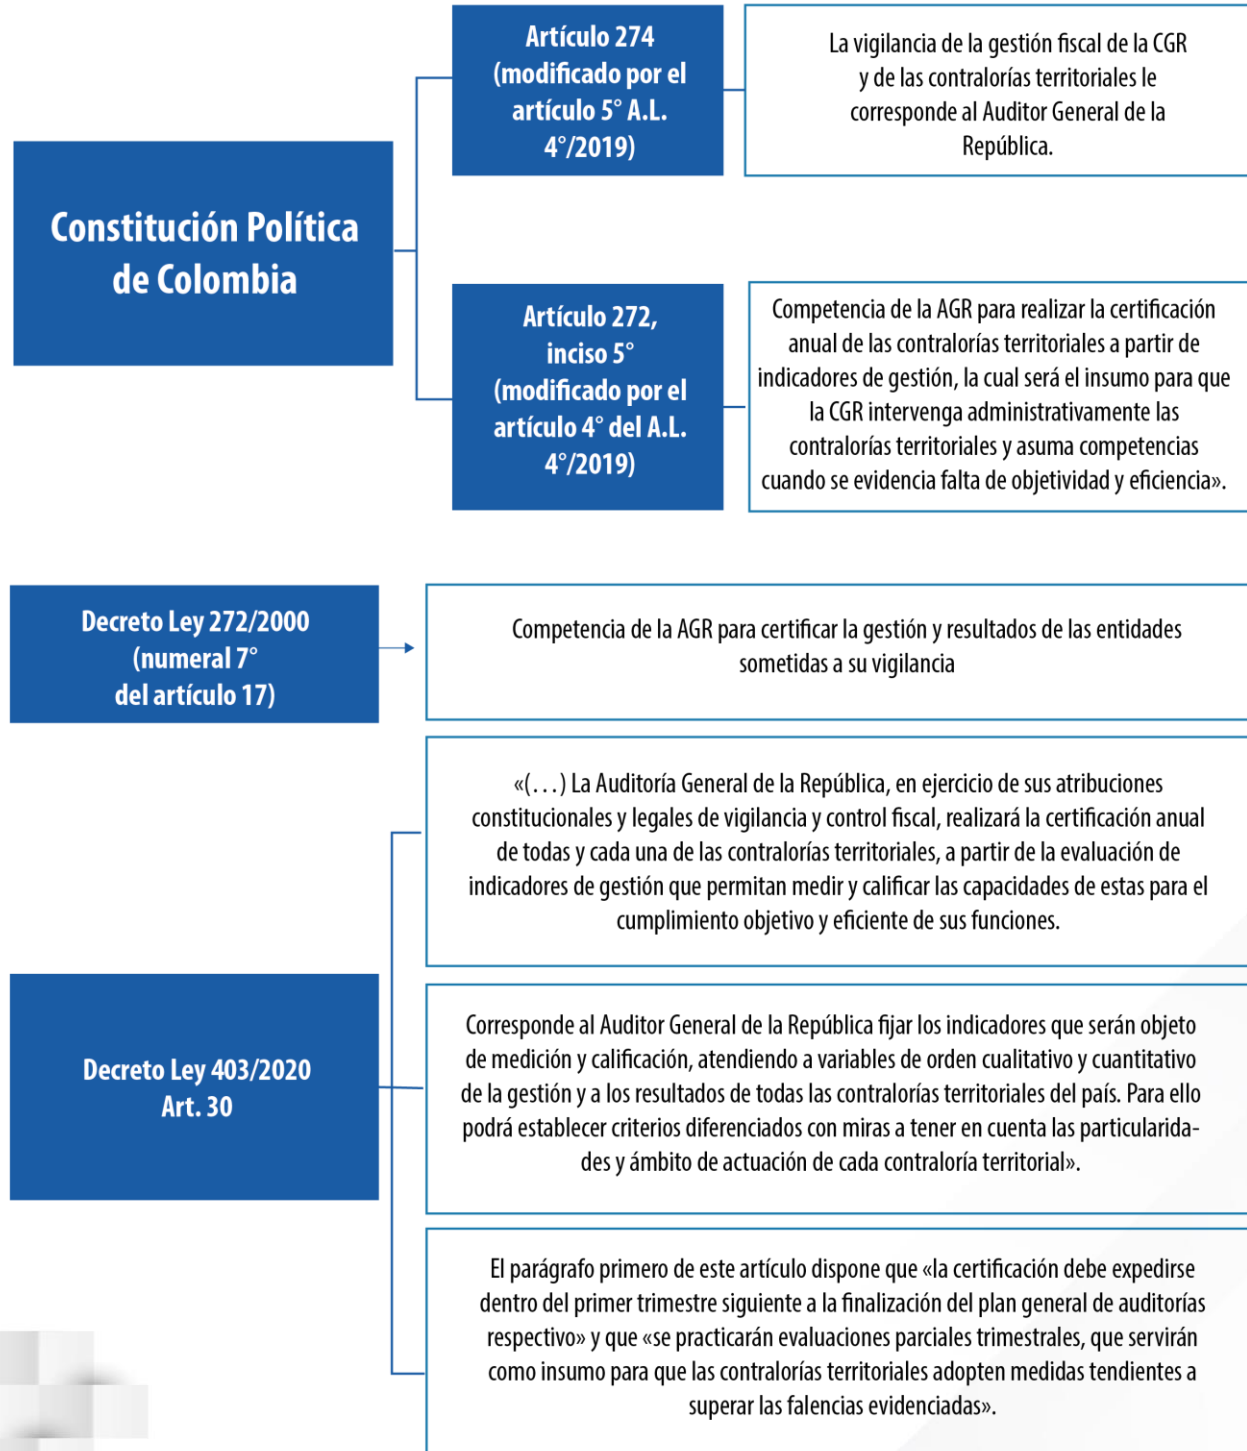 Artículo 274
(modificado por el
artículo 5° A.L.
4°/2019)
La vigilancia de la gestión fiscal de la CGR
y de las contralorías territoriales le
corresponde al Auditor General de la
República.
Constitución Política
de Colombia
Artículo 272,
inciso 5°
(modificado por el
artículo 4° del A.L.
4°/2019)
Competencia de la AGR para realizar la certificación
anual de las contralorías territoriales a partir de
indicadores de gestión, la cual será el insumo para que
la CGR intervenga administrativamente las
contralorías territoriales y asuma competencias
cuando se evidencia falta de objetividad y eficiencia».
Decreto Ley 272/2000
(numeral 7°
del artículo 17)
Competencia de la AGR para certificar la gestión y resultados de las entidades
sometidas a su vigilancia
Decreto Ley 403/2020
Art. 30
«(...) La Auditoría General de la República, en ejercicio de sus atribuciones
constitucionales y legales de vigilancia y control fiscal, realizará la certificación anual
de todas y cada una de las contralorías territoriales, a partir de la evaluación de
indicadores de gestión que permitan medir y calificar las capacidades de estas para el
cumplimiento objetivo y eficiente de sus funciones.
Corresponde al Auditor General de la República fijar los indicadores que serán objeto
de medición y calificación, atendiendo a variables de orden cualitativo y cuantitativo
de la gestión y a los resultados de todas las contralorías territoriales del país. Para ello
podrá establecer criterios diferenciados con miras a tener en cuenta las particularida-
des y ámbito de actuación de cada contraloría territorial».
El parágrafo primero de este artículo dispone que «la certificación debe expedirse
dentro del primer trimestre siguiente a la finalización del plan general de auditorías
respectivo» y que «se practicarán evaluaciones parciales trimestrales, que servirán
como insumo para que las contralorías territoriales adopten medidas tendientes a
superar las falencias evidenciadas».